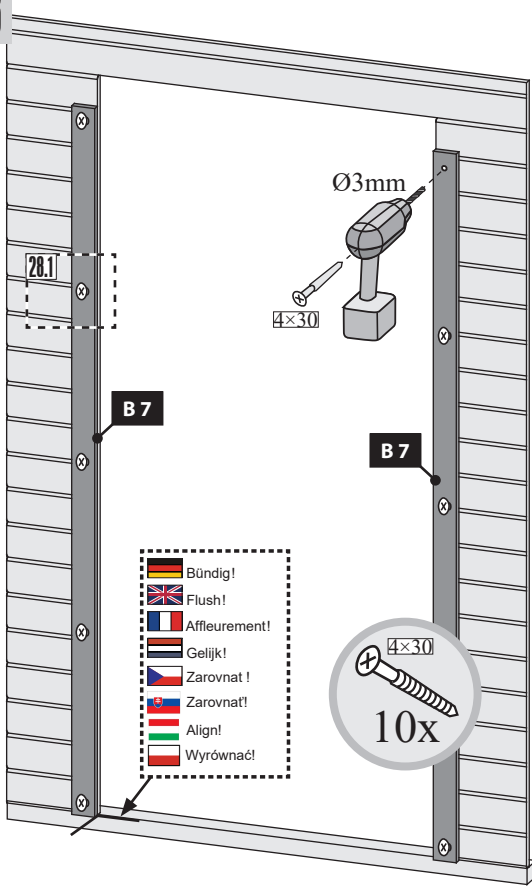 Ø3mm
28.1
4×30
B 7
B 7
Bündig!
Flush!
Affleurement!
Gelijk!
Zarovnat !
Zarovnať!
Align!
Wyrównać!
4×30
10x